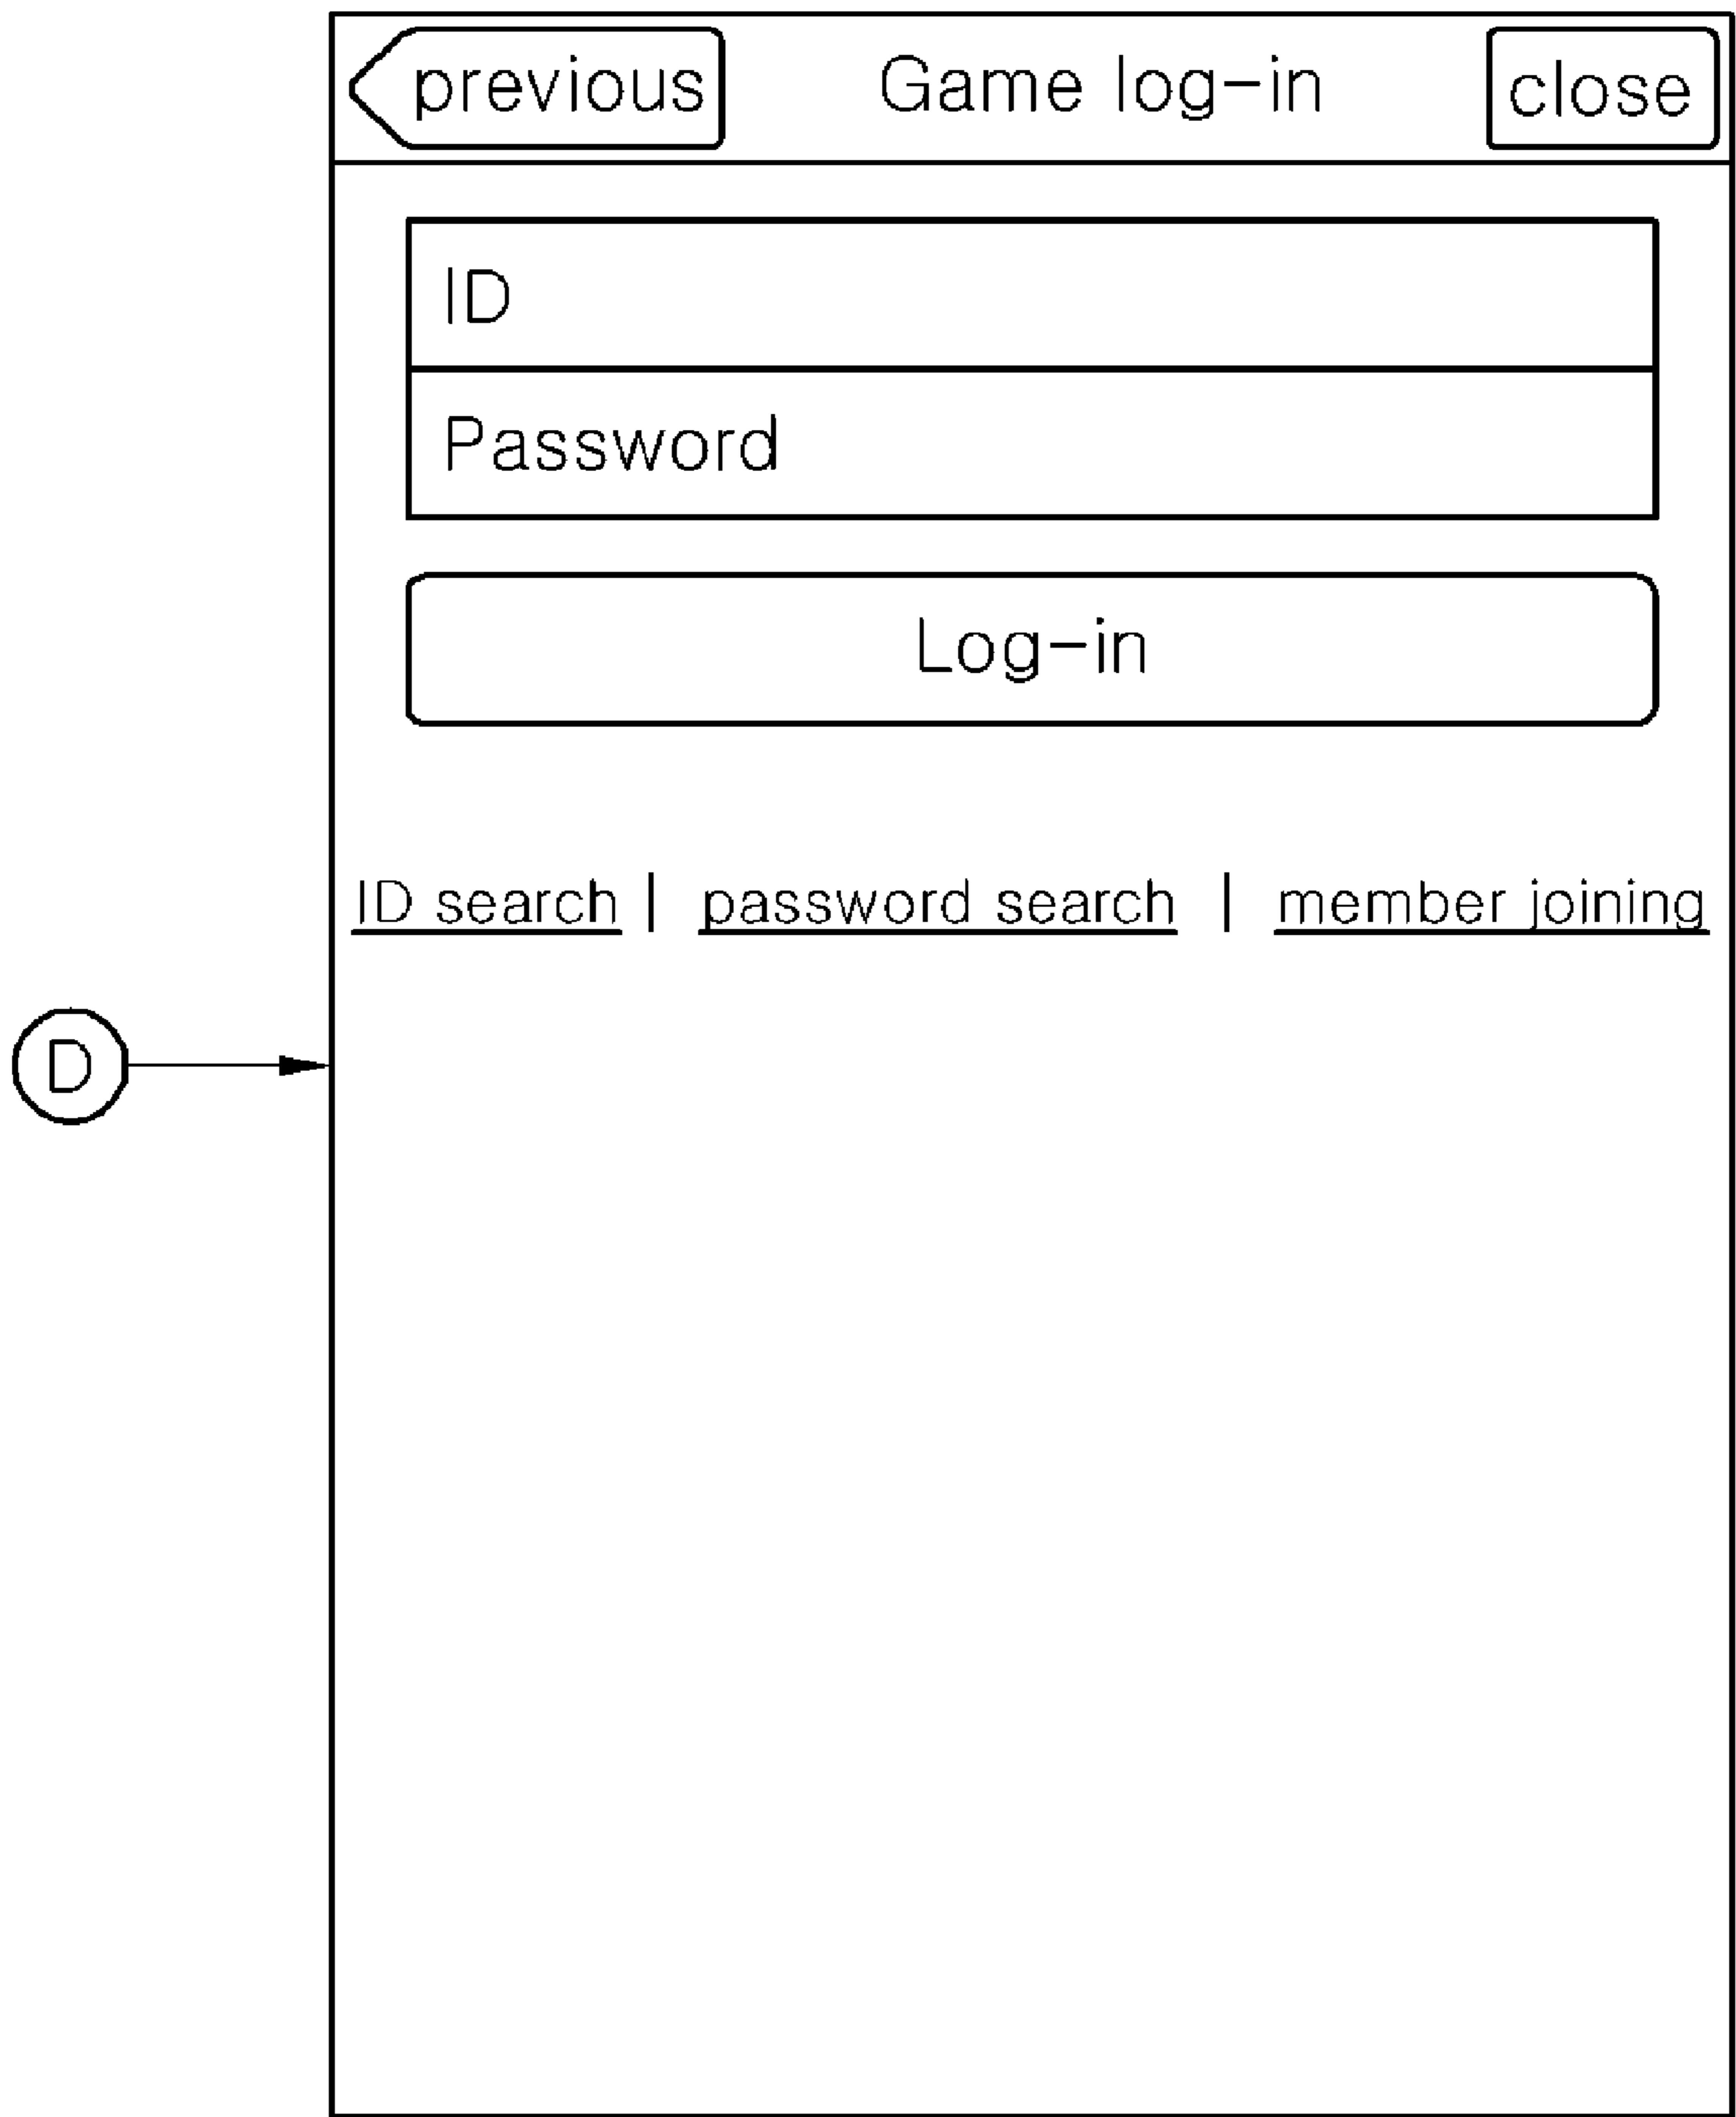 previous Game log-in close
ID
Password
Log-in
ID search | password search | member joining
D